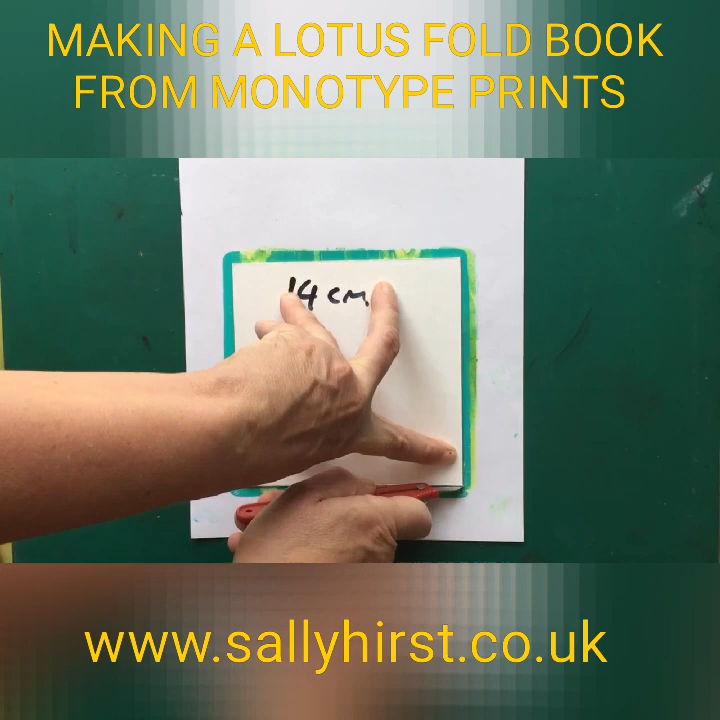 MAKING A LOTUS FOLD BOOK
FROM MONOTYPE PRINTS
14 cm
www.sallyhirst.co.uk